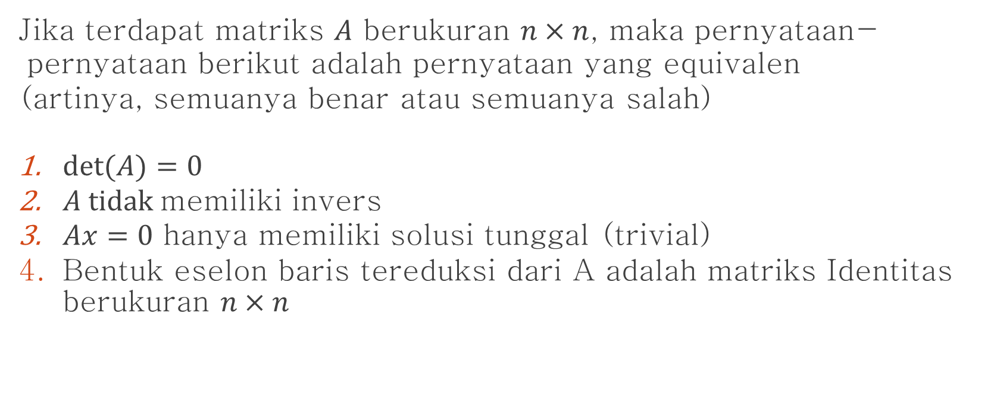 Jika terdapat matriks A berukuran n × n, maka pernyataan−
pernyataan berikut adalah pernyataan yang equivalen
(artinya, semuanya benar atau semuanya salah)
1. det(A) = 0
2. A tidak memiliki invers
3. Ax = 0 hanya memiliki solusi tunggal (trivial)
4. Bentuk eselon baris tereduksi dari A adalah matriks Identitas
berukuran n × n